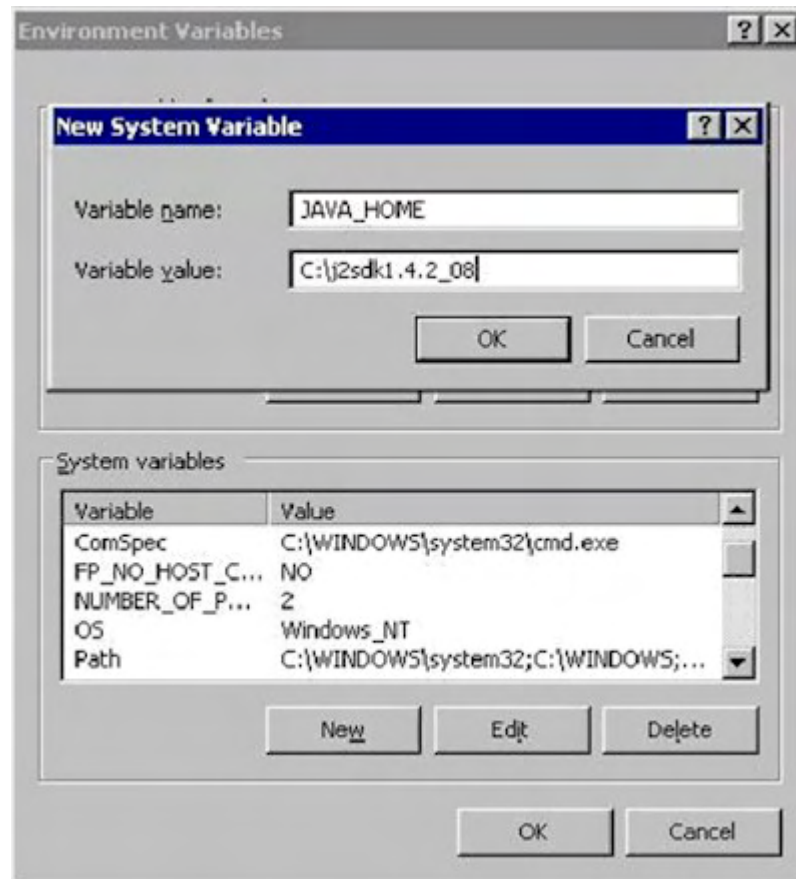 Environment Variables
New System Variable
Variable name: JAVA_HOME
Variable value: C:\j2sdk1.4.2_08
OK Cancel
System variables
Variable Value
ComSpec C:\WINDOWS\system32\cmd.exe
FP_NO_HOST_C... NO
NUMBER_OF_P... 2
OS Windows_NT
Path C:\WINDOWS\system32;C:\WINDOWS;...
New Edit Delete
OK Cancel